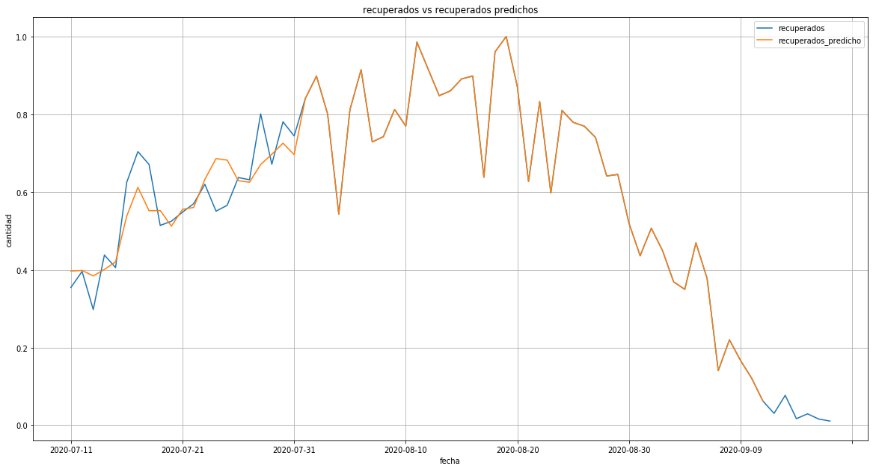 recuperados vs recuperados predichos
recuperados
recuperados_predicho
1.0
0.8
0.6
0.4
0.2
0.0
cantidad
2020-07-11
2020-07-21
2020-07-31
2020-08-10
2020-08-20
2020-08-30
2020-09-09
fecha